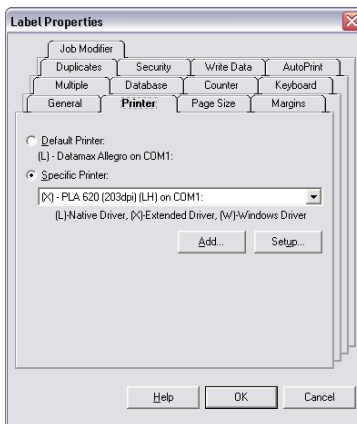 Label Properties
Job Modifier
Duplicates Security Write Data AutoPrint
Multiple Database Counter Keyboard
General Printer Page Size Margins
Default Printer:
(L) - Datamax Allegro on COM1:
Specific Printer:
(X) - PLA 620 (203dpi) (LH) on COM1:
(L)-Native Driver, (X)-Extended Driver, (W)-Windows Driver
Add... Setup...
Help OK Cancel